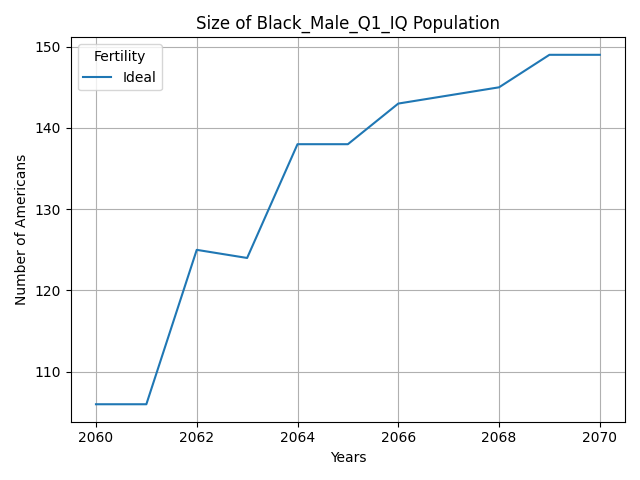 Size of Black_Male_Q1_IQ Population
Fertility
Ideal
150
140
130
120
110
Number of Americans
2060
2062
2064
2066
2068
2070
Years